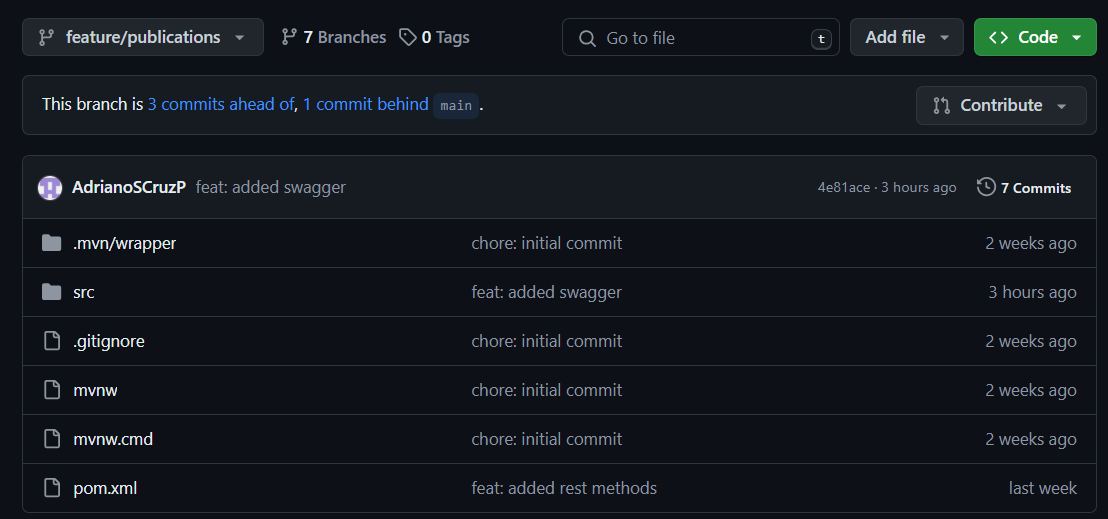 feature/publications 7 Branches 0 Tags Go to file t Add file <> Code
This branch is 3 commits ahead of, 1 commit behind main. Contribute
AdrianoSCruzP feat: added swagger 4e81ace · 3 hours ago 7 Commits
.mvn/wrapper chore: initial commit 2 weeks ago
src feat: added swagger 3 hours ago
.gitignore chore: initial commit 2 weeks ago
mvnw chore: initial commit 2 weeks ago
mvnw.cmd chore: initial commit 2 weeks ago
pom.xml feat: added rest methods last week